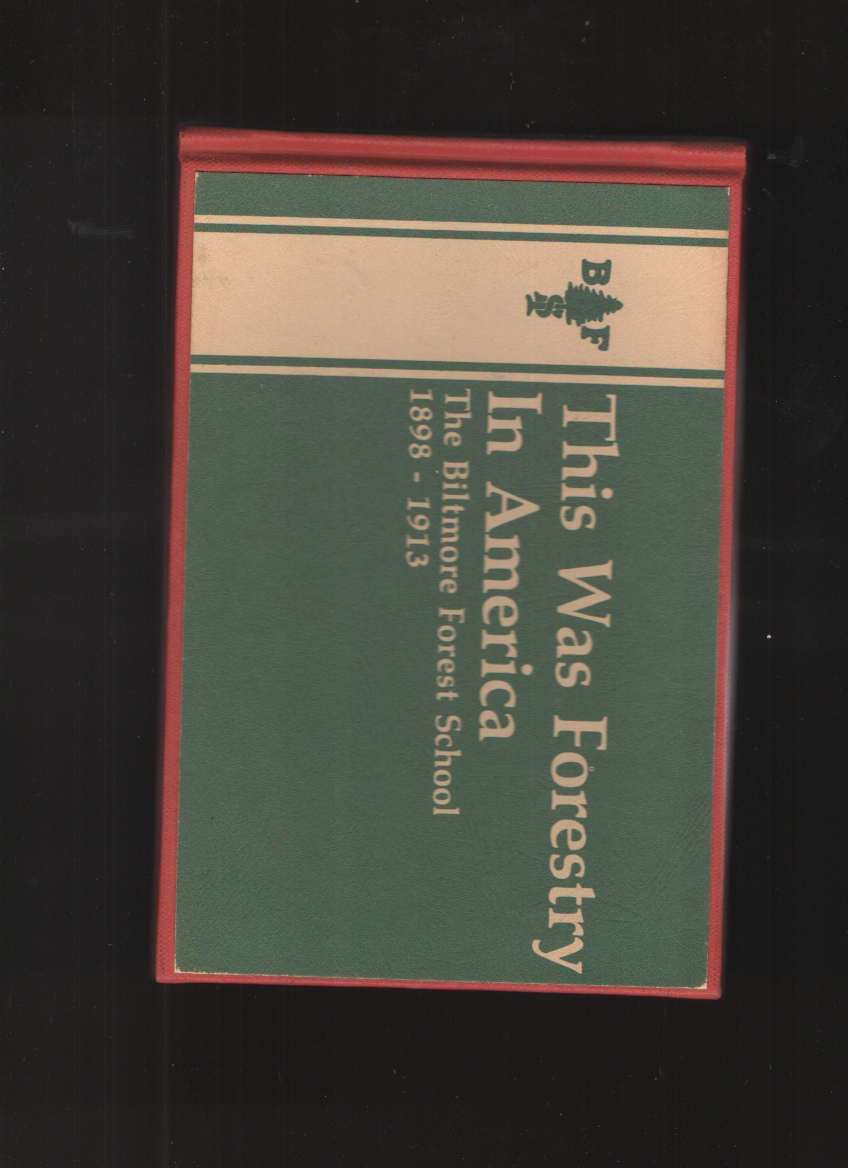 B F
S
This Was Forestry
In America
The Biltmore Forest School
1898 - 1913